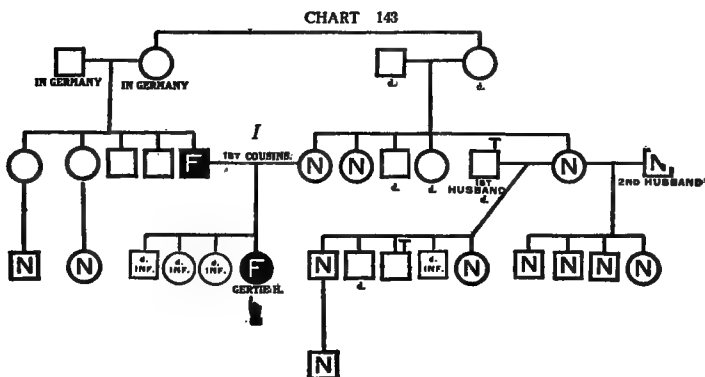 CHART 143
IN GERMANY
IN GERMANY
d.
d.
I
F
1ST COUSINS.
N
N
d.
d.
T
1ST
HUSBAND
d.
N
N
2ND HUSBAND
N
N
d.
INF.
d.
INF.
d.
INF.
F
GERTIE H.
N
d.
T
d.
INF.
N
N
N
N
N
N